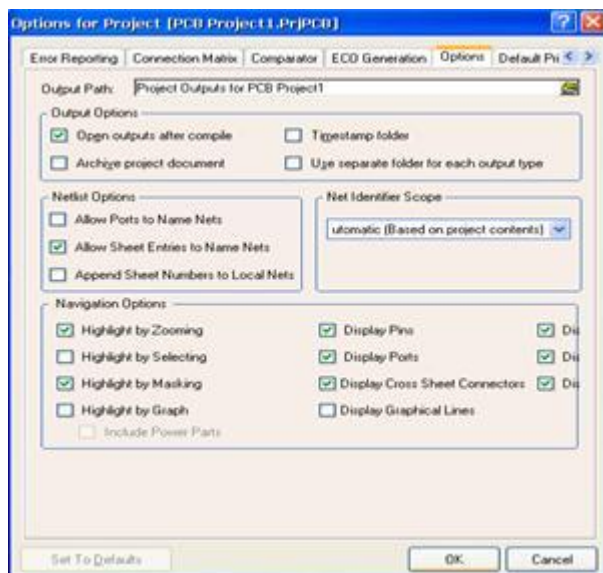 Options for Project [PCB Project1.PrjPCB]
Error Reporting Connection Matrix Comparator ECO Generation Options Default Pri
Output Path: Project Outputs for PCB Project1
Output Options
Open outputs after compile Timestamp folder
Archive project document Use separate folder for each output type
Netlist Options Net Identifier Scope
Allow Ports to Name Nets
utomatic (Based on project contents)
Allow Sheet Entries to Name Nets
Append Sheet Numbers to Local Nets
Navigation Options
Highlight by Zooming Display Pins Dis
Highlight by Selecting Display Ports Dis
Highlight by Masking Display Cross Sheet Connectors Dis
Highlight by Graph Display Graphical Lines
Include Power Parts
Set To Defaults OK Cancel